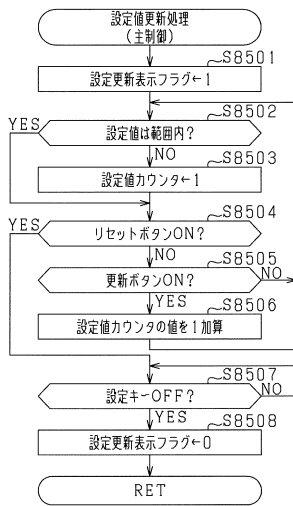 設定値更新処理
(主制御)
S8501
設定更新表示フラグ←1
S8502
設定値は範囲内?
YES
NO
S8503
設定値カウンタ←1
S8504
リセットボタンON?
YES
NO
S8505
更新ボタンON?
NO
YES
S8506
設定値カウンタの値を1加算
S8507
設定キーOFF?
NO
YES
S8508
設定更新表示フラグ←0
RET